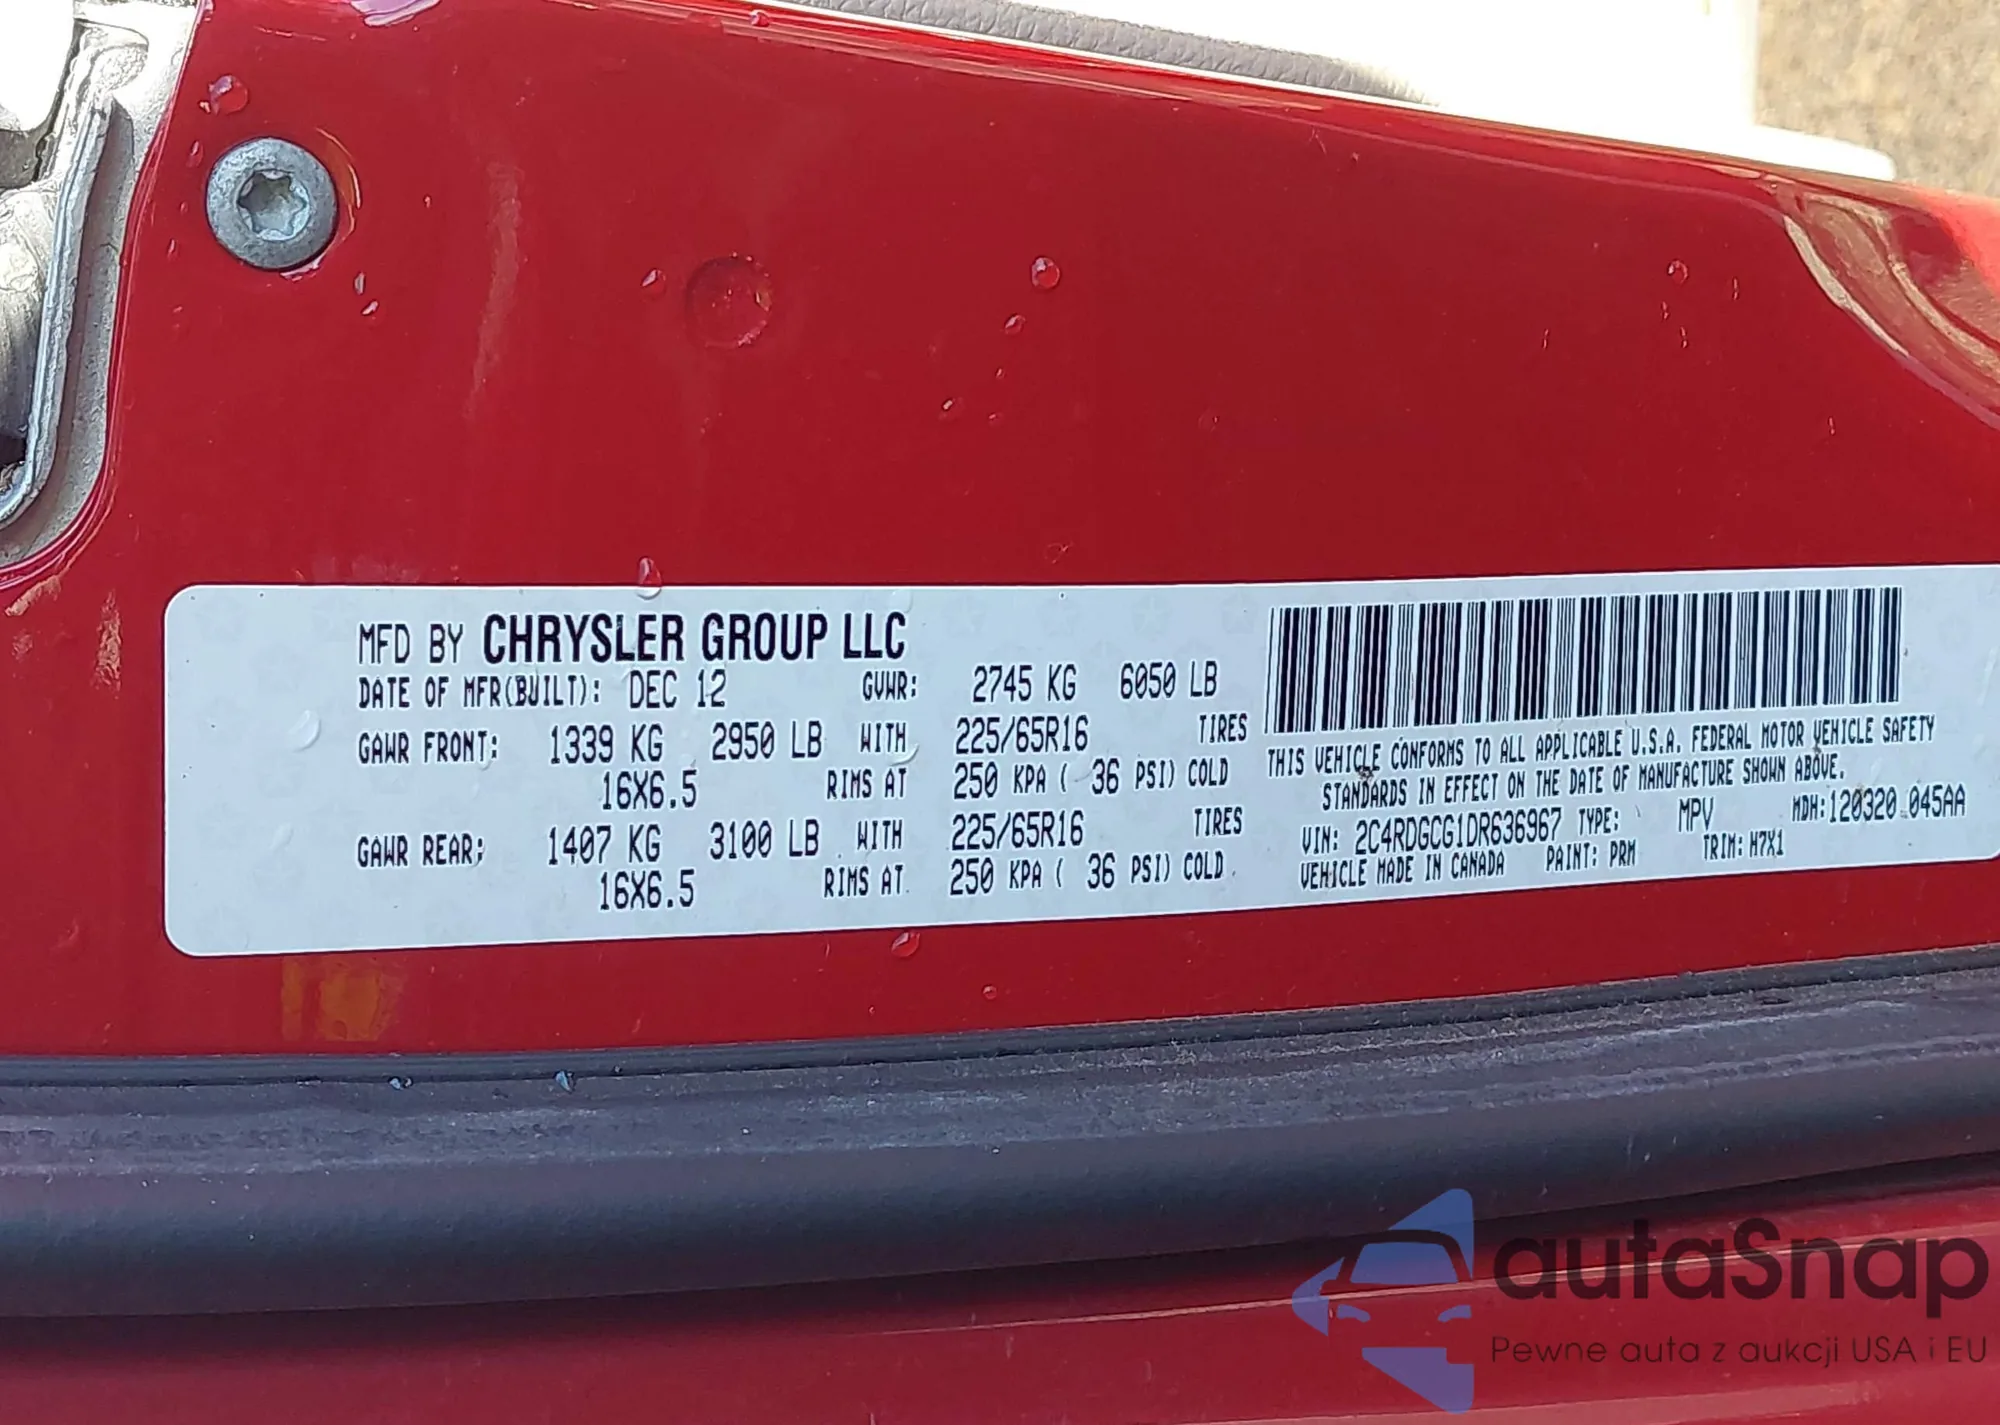 MFD BY CHRYSLER GROUP LLC
DATE OF MFR(BUILT): DEC 12 GVWR: 2745 KG 6050 LB
GAWR FRONT: 1339 KG 2950 LB WITH 225/65R16 TIRES
16X6.5 RIMS AT 250 KPA ( 36 PSI) COLD
GAWR REAR: 1407 KG 3100 LB WITH 225/65R16 TIRES
16X6.5 RIMS AT 250 KPA ( 36 PSI) COLD
THIS VEHICLE CONFORMS TO ALL APPLICABLE U.S.A. FEDERAL MOTOR VEHICLE SAFETY
STANDARDS IN EFFECT ON THE DATE OF MANUFACTURE SHOWN ABOVE.
VIN: 2C4RDGCG1DR636967 TYPE: MPV MDH:120320 045AA
VEHICLE MADE IN CANADA PAINT: PRM TRIM: H7X1
autaSnap
Pewne auta z aukcji USA i EU